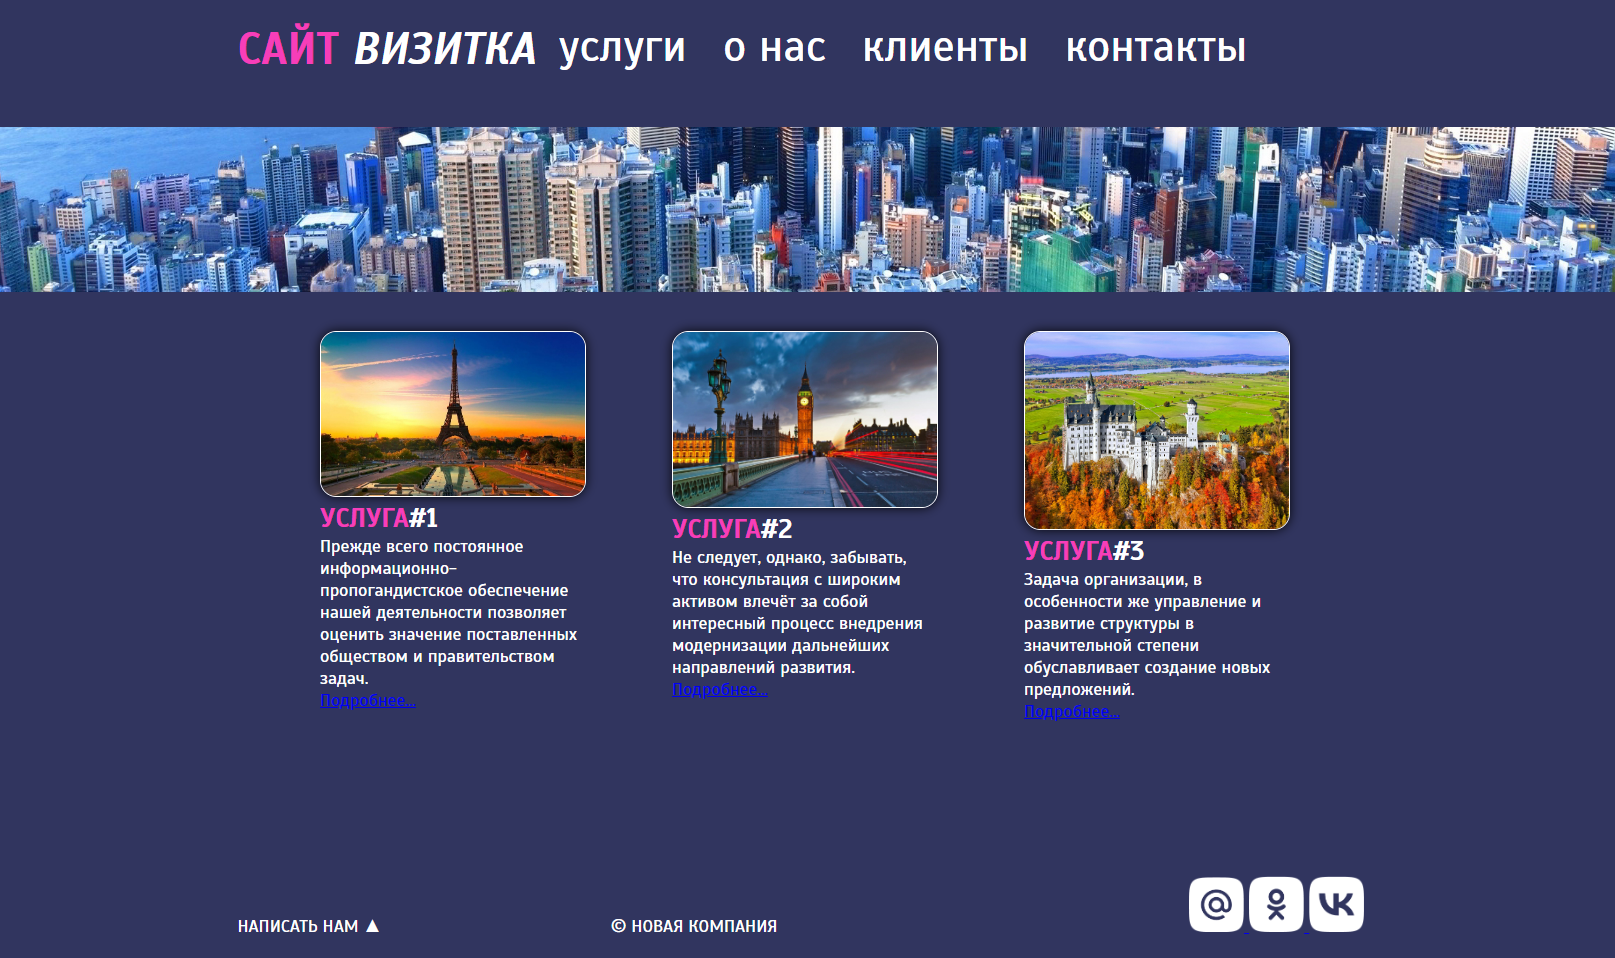 САЙТ ВИЗИТКА услуги о нас клиенты контакты
УСЛУГА#1
Прежде всего постоянное
информационно-
пропогандистское обеспечение
нашей деятельности позволяет
оценить значение поставленных
обществом и правительством
задач.
Подробнее...
УСЛУГА#2
Не следует, однако, забывать,
что консультация с широким
активом влечёт за собой
интересный процесс внедрения
модернизации дальнейших
направлений развития.
Подробнее...
УСЛУГА#3
Задача организации, в
особенности же управление и
развитие структуры в
значительной степени
обуславливает создание новых
предложений.
Подробнее...
НАПИСАТЬ НАМ ▲
© НОВАЯ КОМПАНИЯ